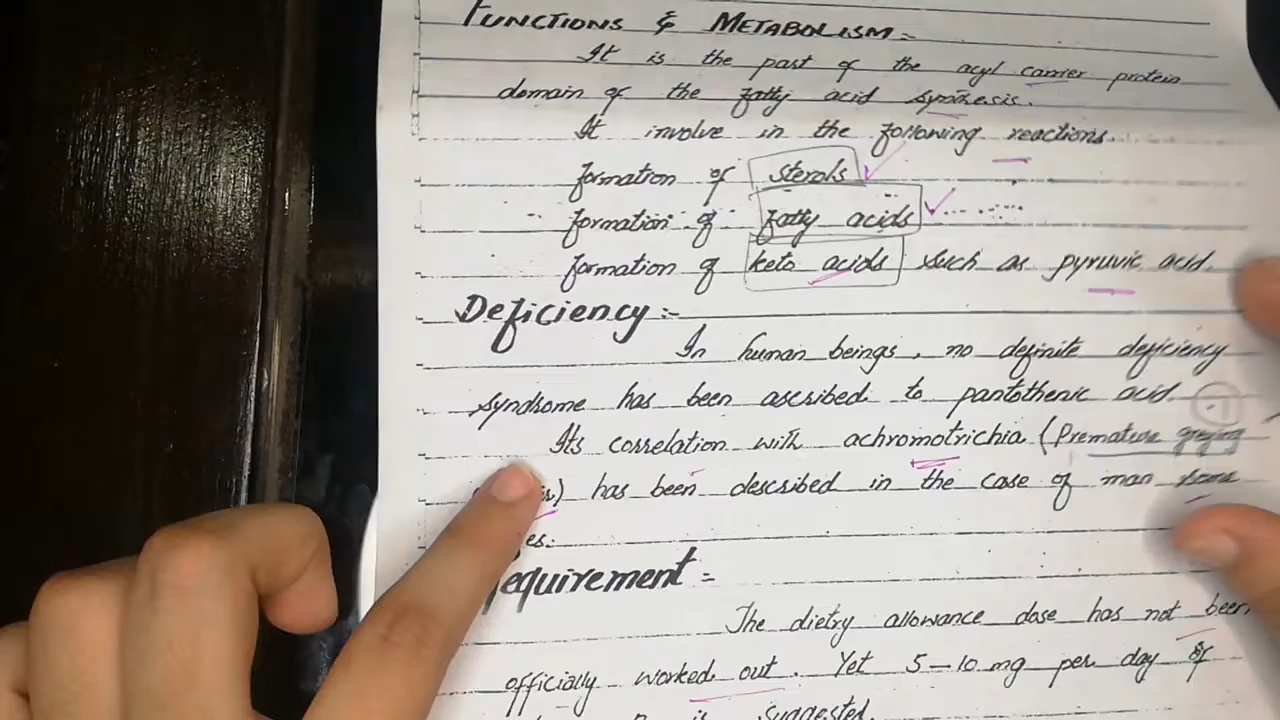 FUNCTIONS & METABOLISM =
It is the part of the acyl carrier protein
domain of the fatty acid
It involve in the following reactions.
formation of sterols
formation of fatty acids
formation of keto acids such as pyruvic acid.
Deficiency :-
In human beings, no definite deficiency
syndrome has been ascribed to pantothenic acid.
Its correlation with achromotrichia (Premature greying
has been described in the case of man some
es.
equirement =
The dietry allowance dose has not been
officially worked out. Yet 5-10 mg per day of
is suggested.